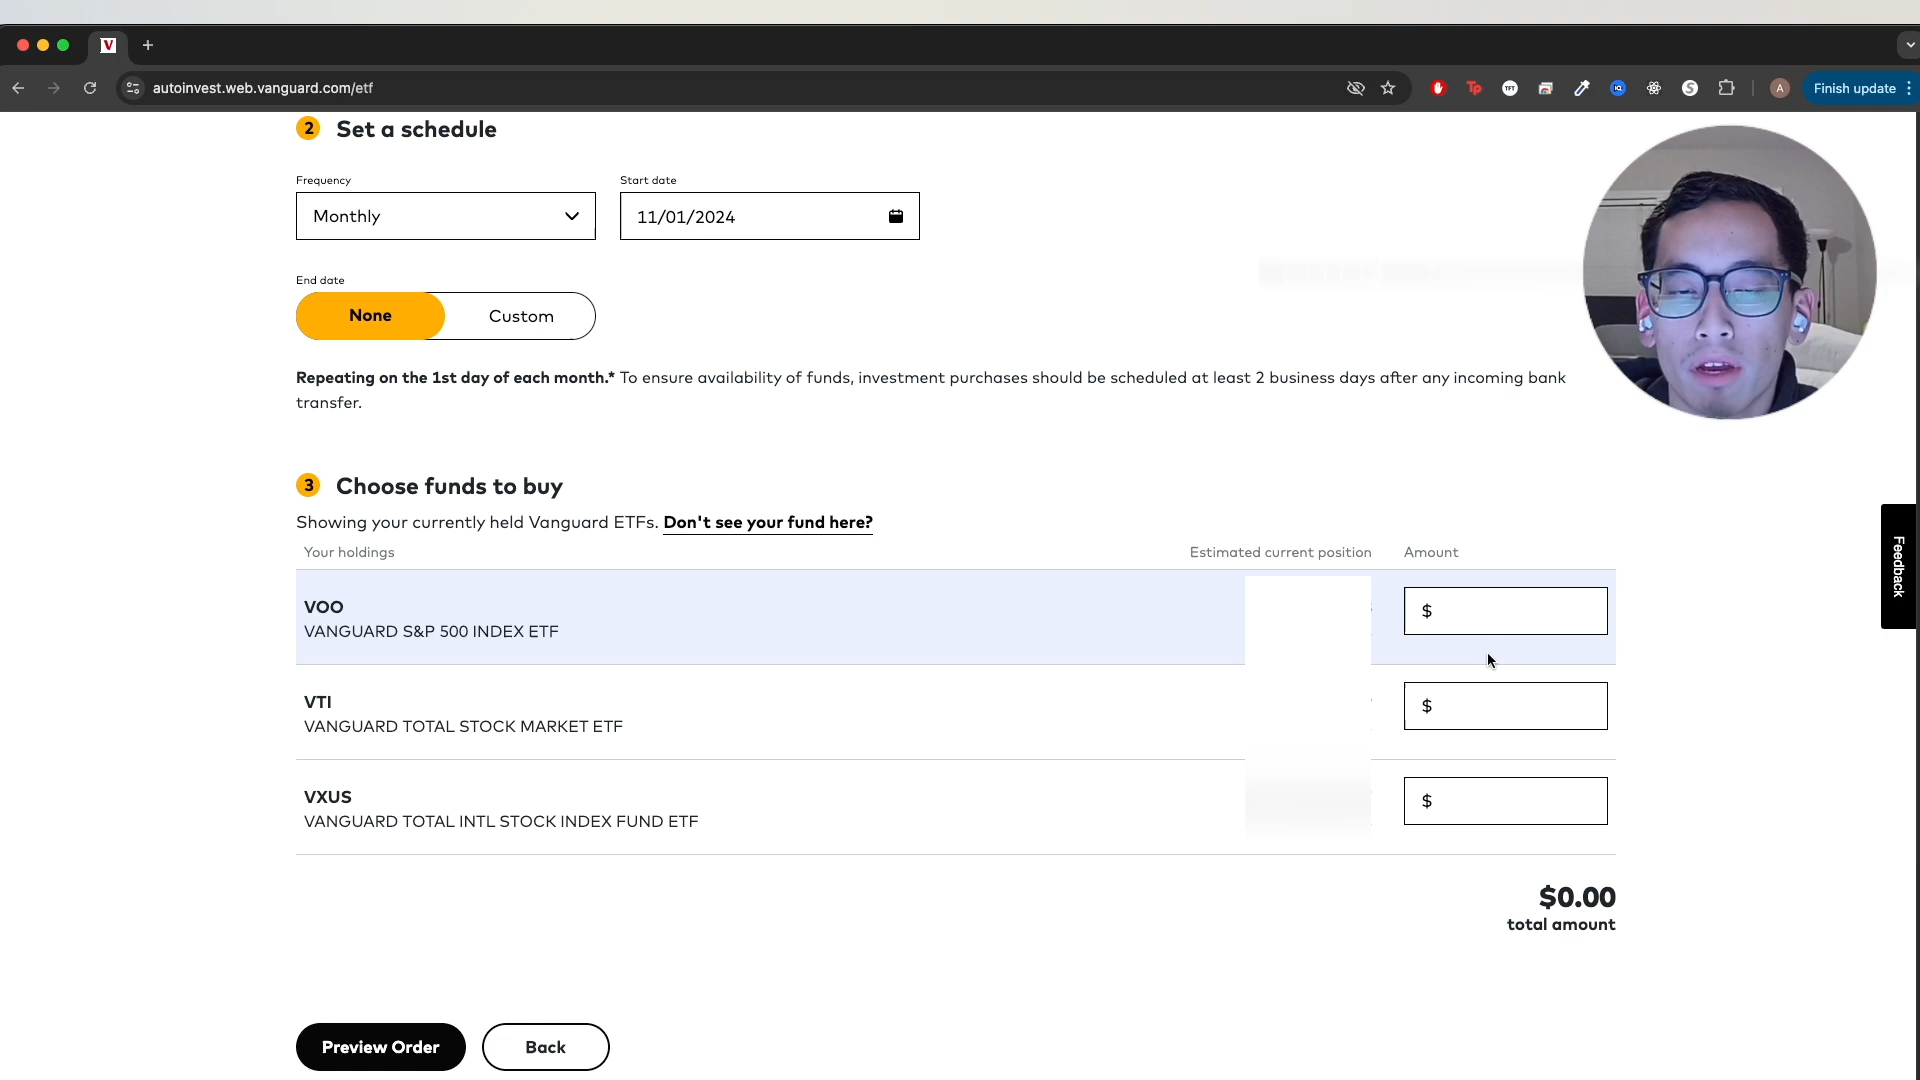 autoinvest.web.vanguard.com/etf
Finish update
2 Set a schedule
Frequency
Start date
Monthly
11/01/2024
End date
None
Custom
Repeating on the 1st day of each month.* To ensure availability of funds, investment purchases should be scheduled at least 2 business days after any incoming bank
transfer.
3 Choose funds to buy
Showing your currently held Vanguard ETFs. Don't see your fund here?
Your holdings
Estimated current position
Amount
VOO
VANGUARD S&P 500 INDEX ETF
$
VTI
VANGUARD TOTAL STOCK MARKET ETF
$
VXUS
VANGUARD TOTAL INTL STOCK INDEX FUND ETF
$
$0.00
total amount
Preview Order
Back
Feedback
V
Tp
TFT
IQ
S
A